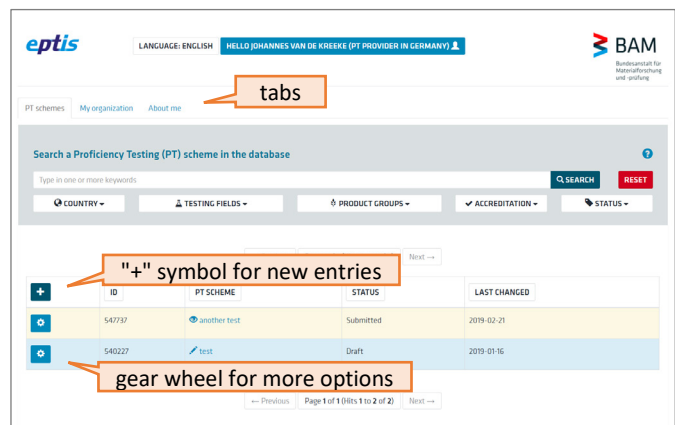 eptis
LANGUAGE: ENGLISH HELLO JOHANNES VAN DE KREEKE (PT PROVIDER IN GERMANY)
BAM
Bundesanstalt für
Materialforschung
und -prüfung
tabs
PT schemes My organization About me
Search a Proficiency Testing (PT) scheme in the database ?
Type in one or more keywords SEARCH RESET
COUNTRY TESTING FIELDS PRODUCT GROUPS ACCREDITATION STATUS
Next →
"+" symbol for new entries
+ ID PT SCHEME STATUS LAST CHANGED
547737 another test Submitted 2019-02-21
540227 test Draft 2019-01-16
gear wheel for more options
← Previous Page 1 of 1 (Hits 1 to 2 of 2) Next →